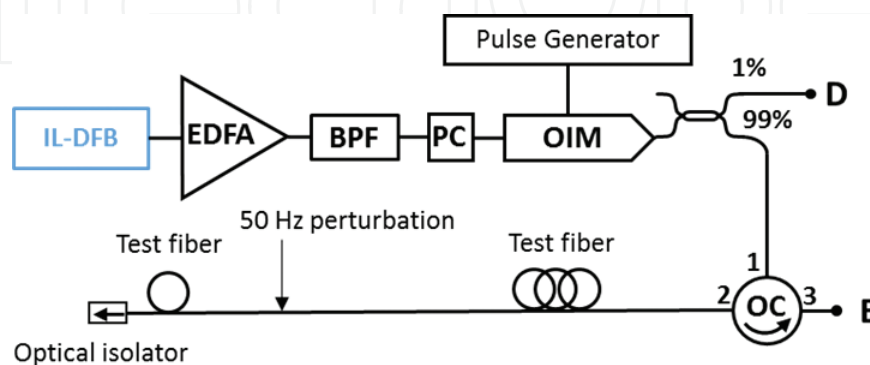 Pulse Generator
1%
D
IL-DFB
EDFA
BPF
PC
OIM
99%
50 Hz perturbation
Test fiber
Test fiber
1
2
OC
3
E
Optical isolator